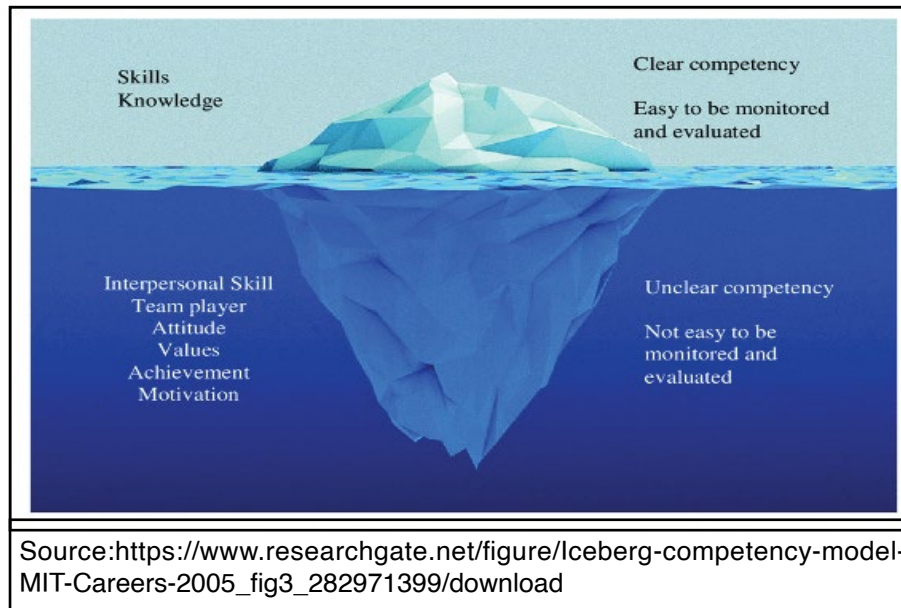 Skills
Knowledge
Clear competency
Easy to be monitored
and evaluated
Interpersonal Skill
Team player
Attitude
Values
Achievement
Motivation
Unclear competency
Not easy to be
monitored and
evaluated
Source:https://www.researchgate.net/figure/Iceberg-competency-model-
MIT-Careers-2005_fig3_282971399/download